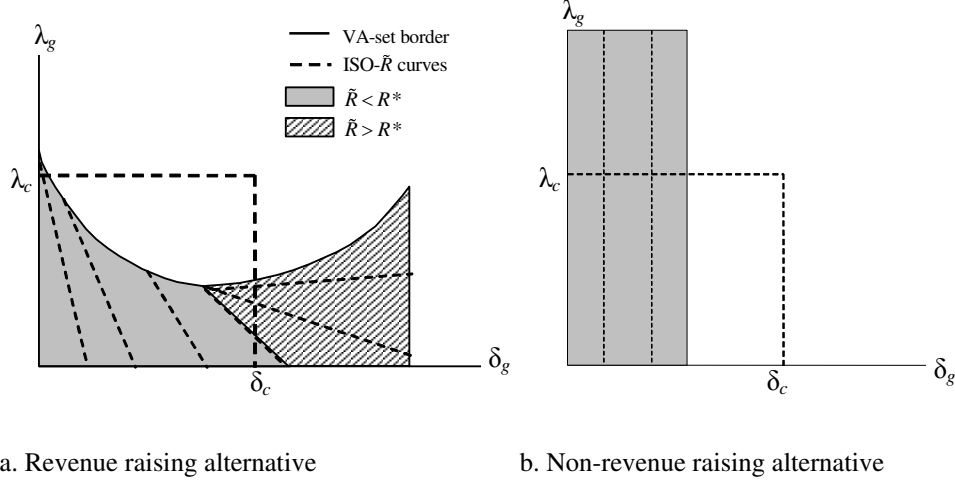 λg
VA-set border
ISO-R̃ curves
R̃ < R*
R̃ > R*
λc
δc
δg
a. Revenue raising alternative
λg
λc
δc
δg
b. Non-revenue raising alternative